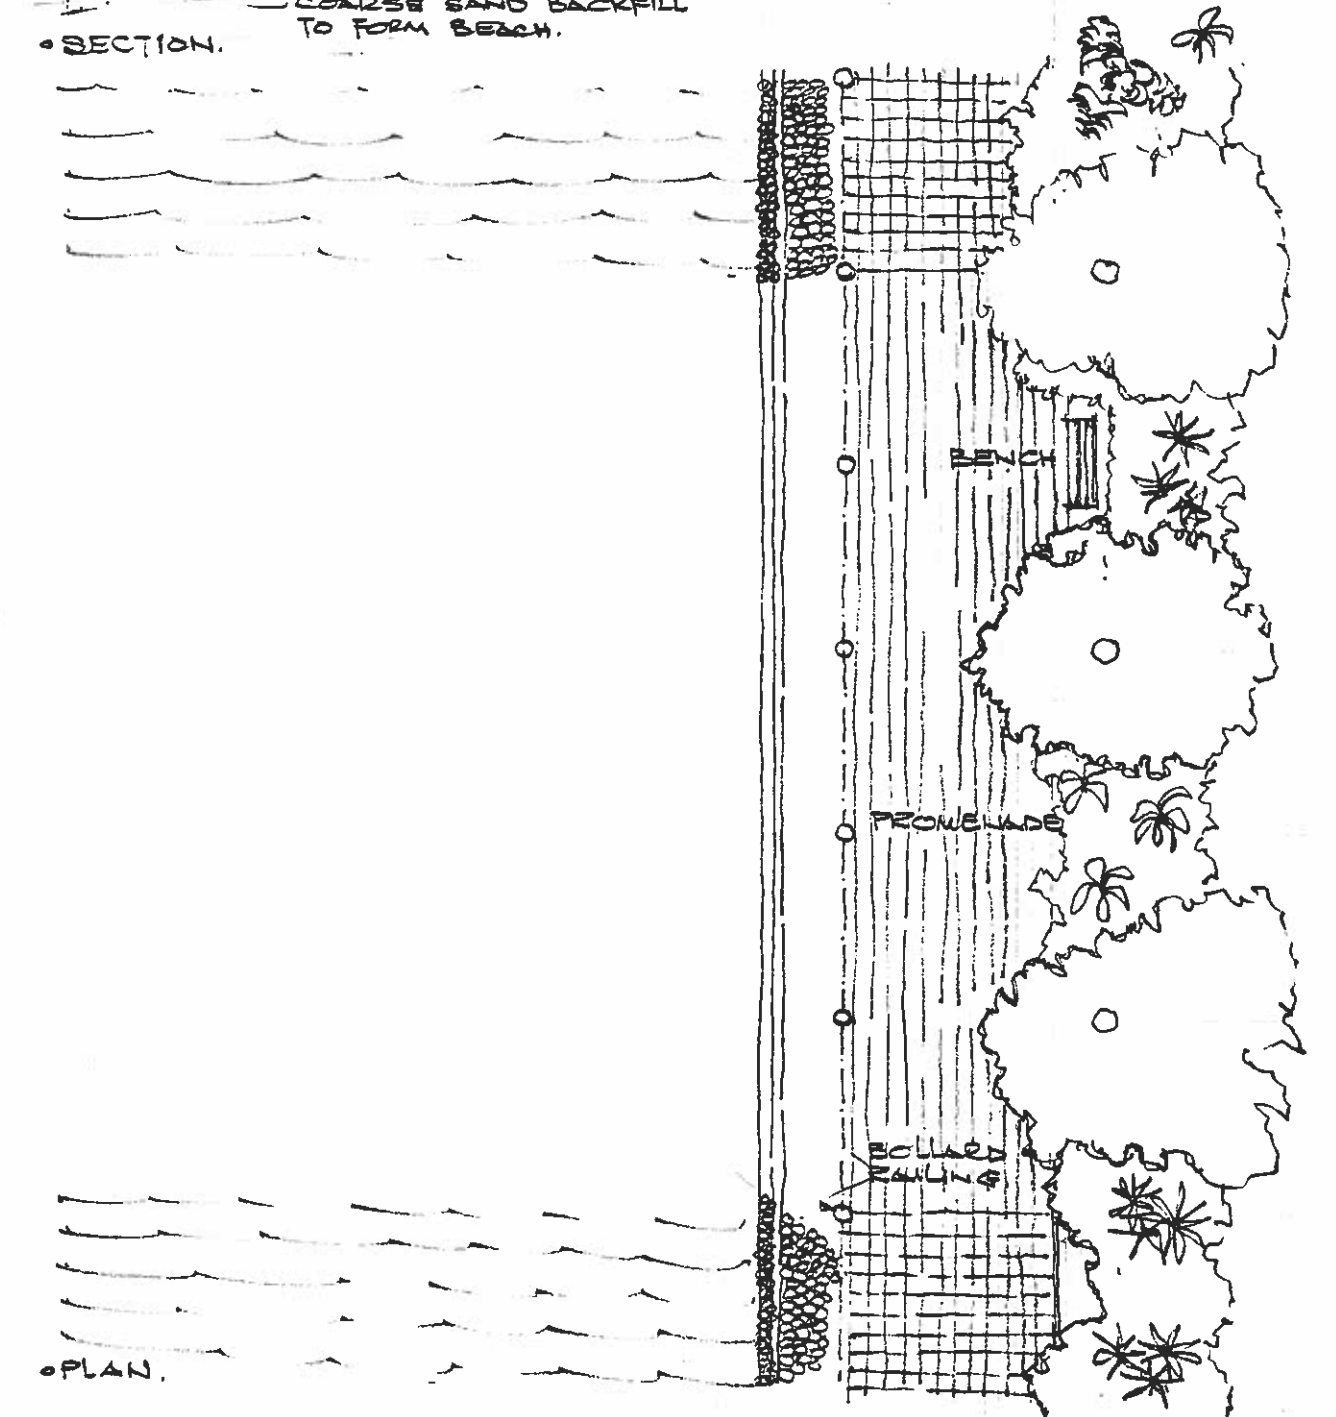 COARSE SAND BACKFILL
TO FORM BEACH.
•SECTION.
BENCH
PROMENADE
BOLLARD
RAILING
•PLAN.